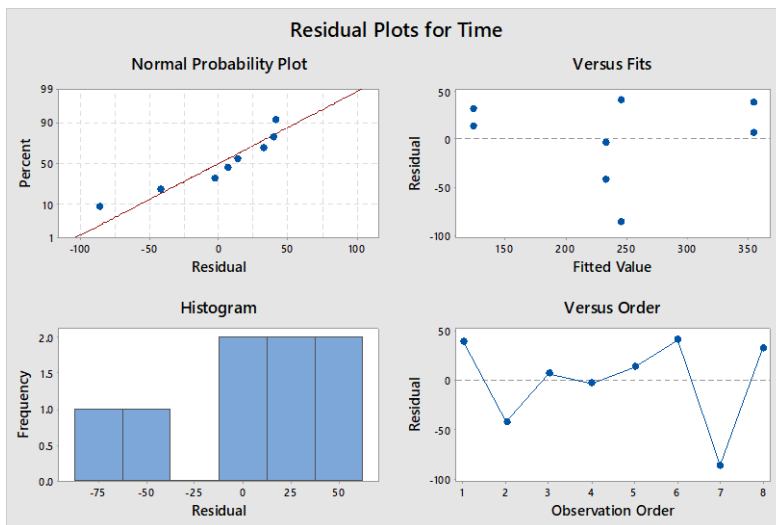 Residual Plots for Time
Normal Probability Plot
99
90
50
10
1
Percent
-100 -50 0 50 100
Residual
Versus Fits
50
0
-50
-100
Residual
150 200 250 300 350
Fitted Value
Histogram
2.0
1.5
1.0
0.5
0.0
Frequency
-75 -50 -25 0 25 50
Residual
Versus Order
50
0
-50
-100
Residual
1 2 3 4 5 6 7 8
Observation Order